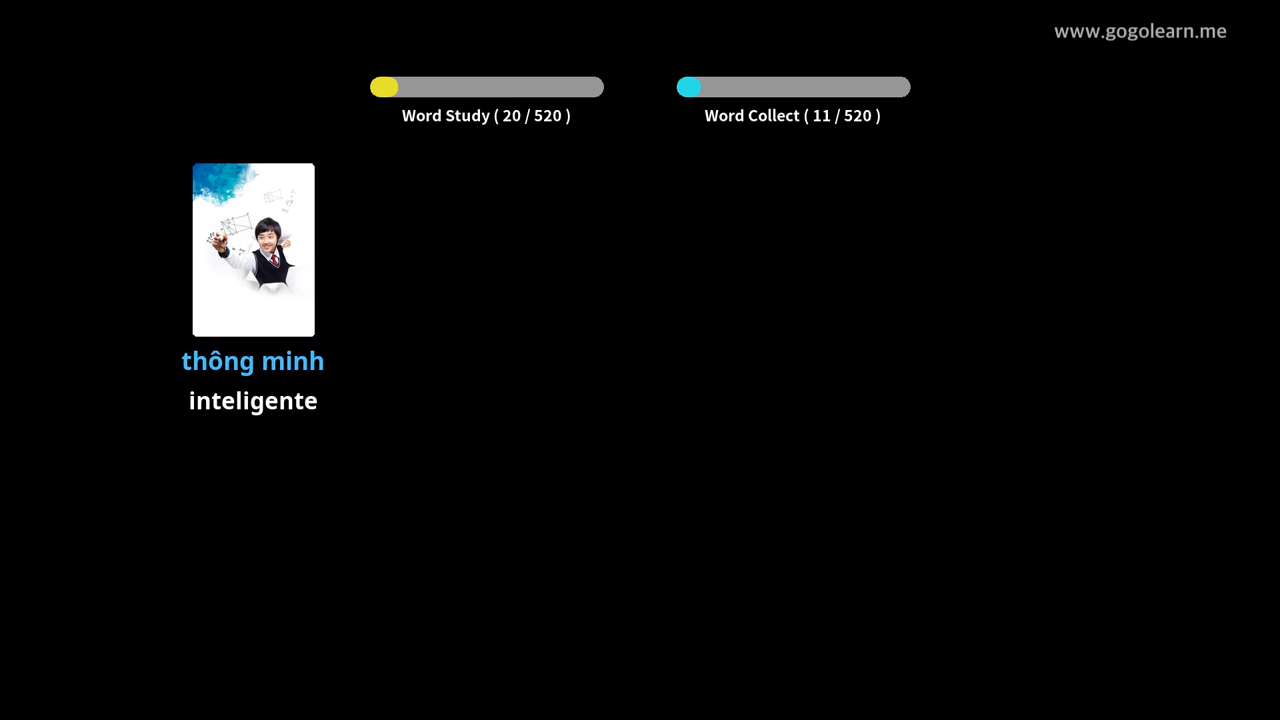 www.gogolearn.me
Word Study ( 20 / 520 )
Word Collect ( 11 / 520 )
thông minh
inteligente